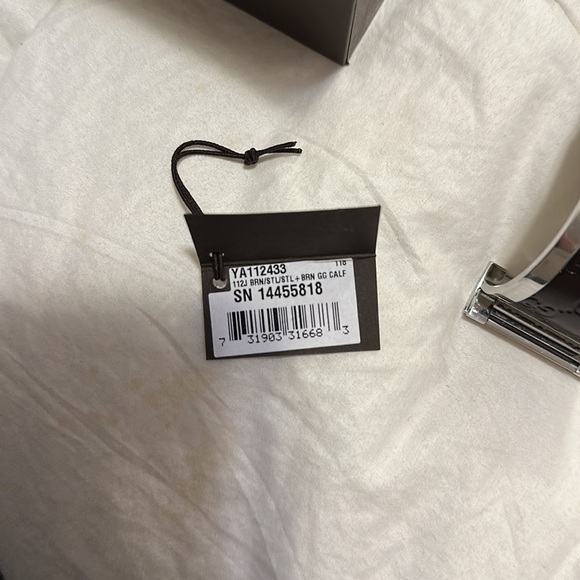 YA112433 116
112J BRN/STL/STL+BRN GG CALF
SN 14455818
7 31903 31668 3